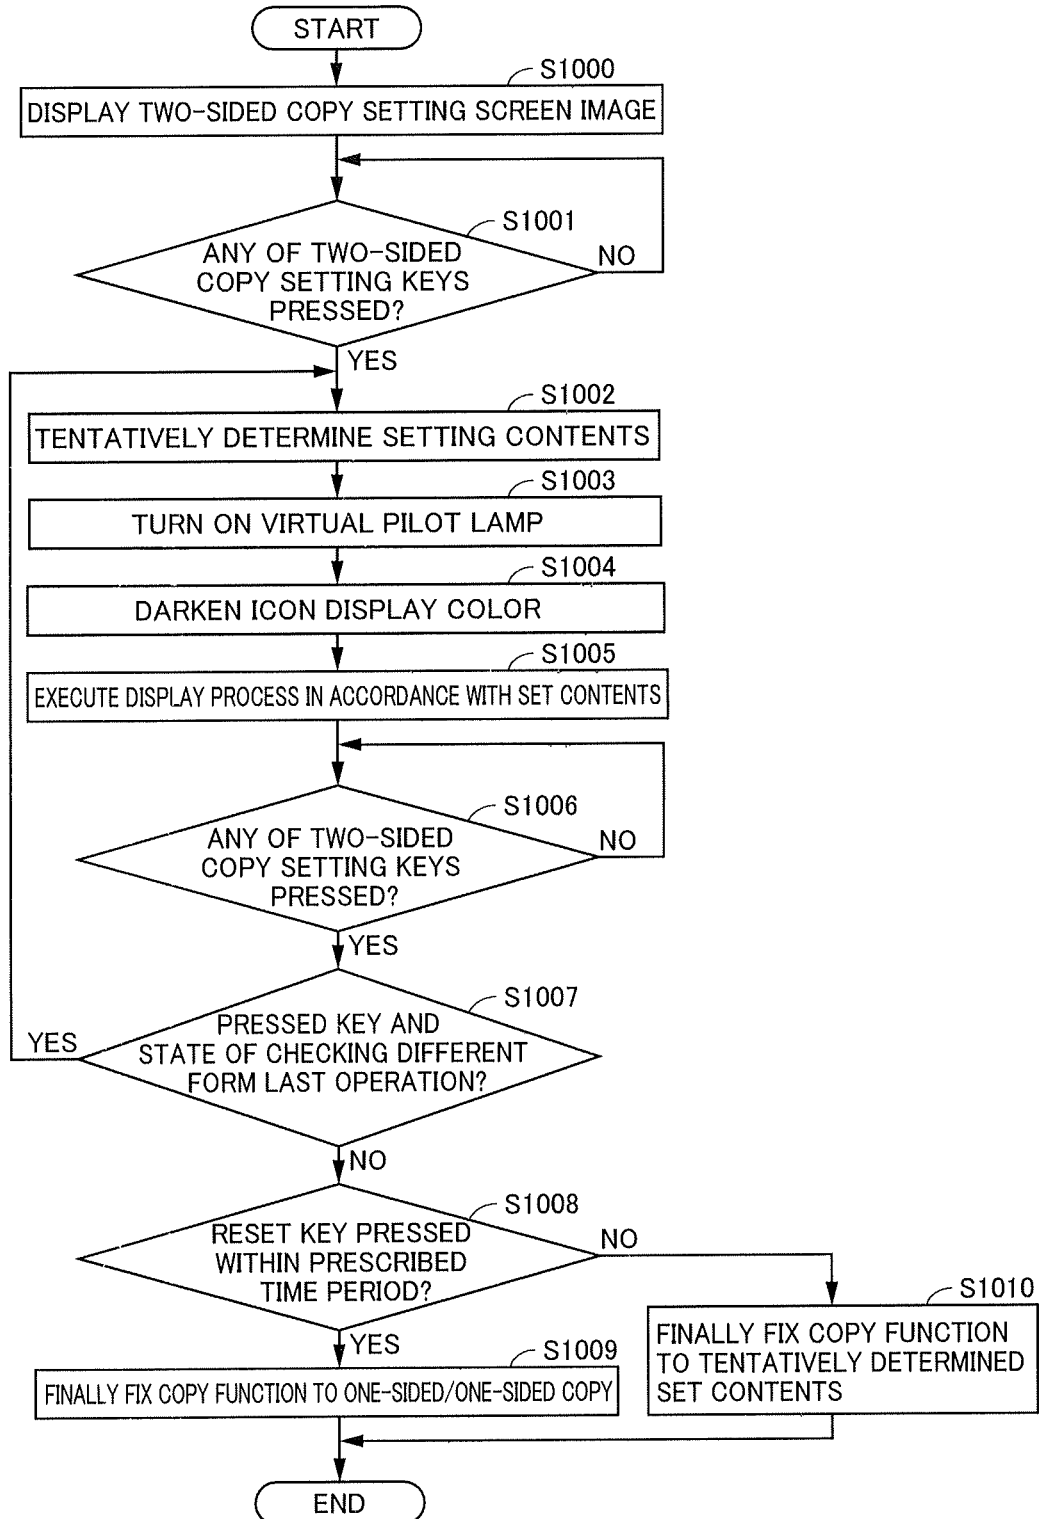 START
S1000
DISPLAY TWO-SIDED COPY SETTING SCREEN IMAGE
S1001
ANY OF TWO-SIDED
COPY SETTING KEYS
PRESSED?
NO
YES
S1002
TENTATIVELY DETERMINE SETTING CONTENTS
S1003
TURN ON VIRTUAL PILOT LAMP
S1004
DARKEN ICON DISPLAY COLOR
S1005
EXECUTE DISPLAY PROCESS IN ACCORDANCE WITH SET CONTENTS
S1006
ANY OF TWO-SIDED
COPY SETTING KEYS
PRESSED?
NO
YES
S1007
PRESSED KEY AND
STATE OF CHECKING DIFFERENT
FORM LAST OPERATION?
YES
NO
S1008
RESET KEY PRESSED
WITHIN PRESCRIBED
TIME PERIOD?
NO
YES
S1009
FINALLY FIX COPY FUNCTION TO ONE-SIDED/ONE-SIDED COPY
S1010
FINALLY FIX COPY FUNCTION
TO TENTATIVELY DETERMINED
SET CONTENTS
END